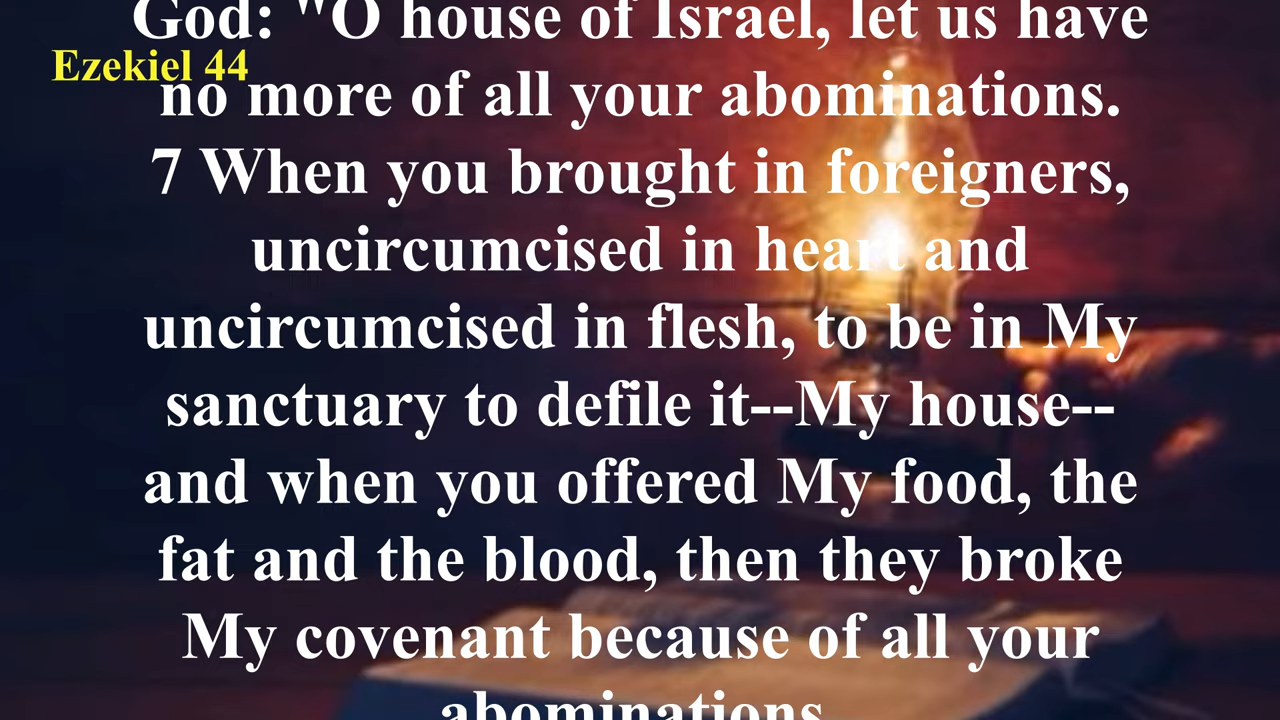 God: "O house of Israel, let us have
Ezekiel 44
no more of all your abominations.
7 When you brought in foreigners,
uncircumcised in heart and
uncircumcised in flesh, to be in My
sanctuary to defile it--My house--
and when you offered My food, the
fat and the blood, then they broke
My covenant because of all your
abominations.